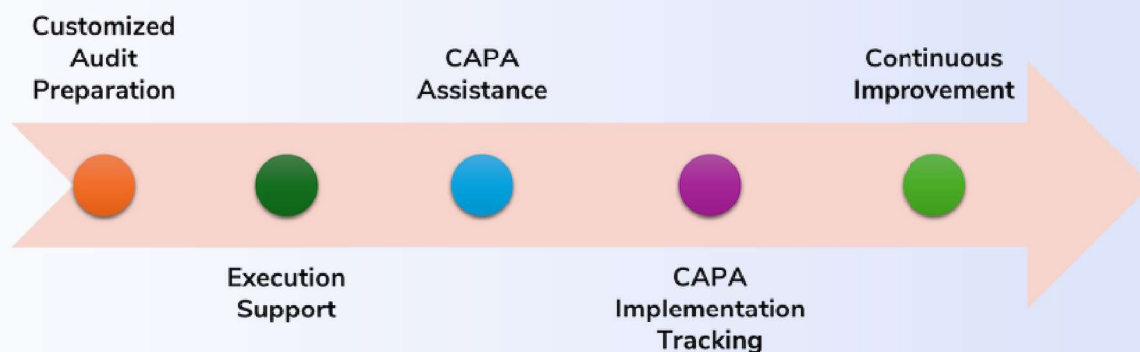 Customized
Audit
Preparation
Execution
Support
CAPA
Assistance
CAPA
Implementation
Tracking
Continuous
Improvement